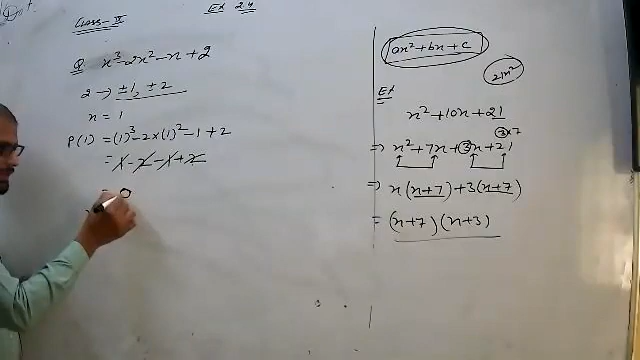 Class-IX
Ex 2.4
Q x³-2x²-x+2
2 → ±1, ±2
x = 1
P(1) = (1)³-2×(1)²-1+2
= 1-2-1+2
= 0
ax²+bx+c
21x²
Ex
x²+10x+21
③×7
⇒ x²+7x+③x+21
⇒ x(x+7)+3(x+7)
= (x+7)(x+3)